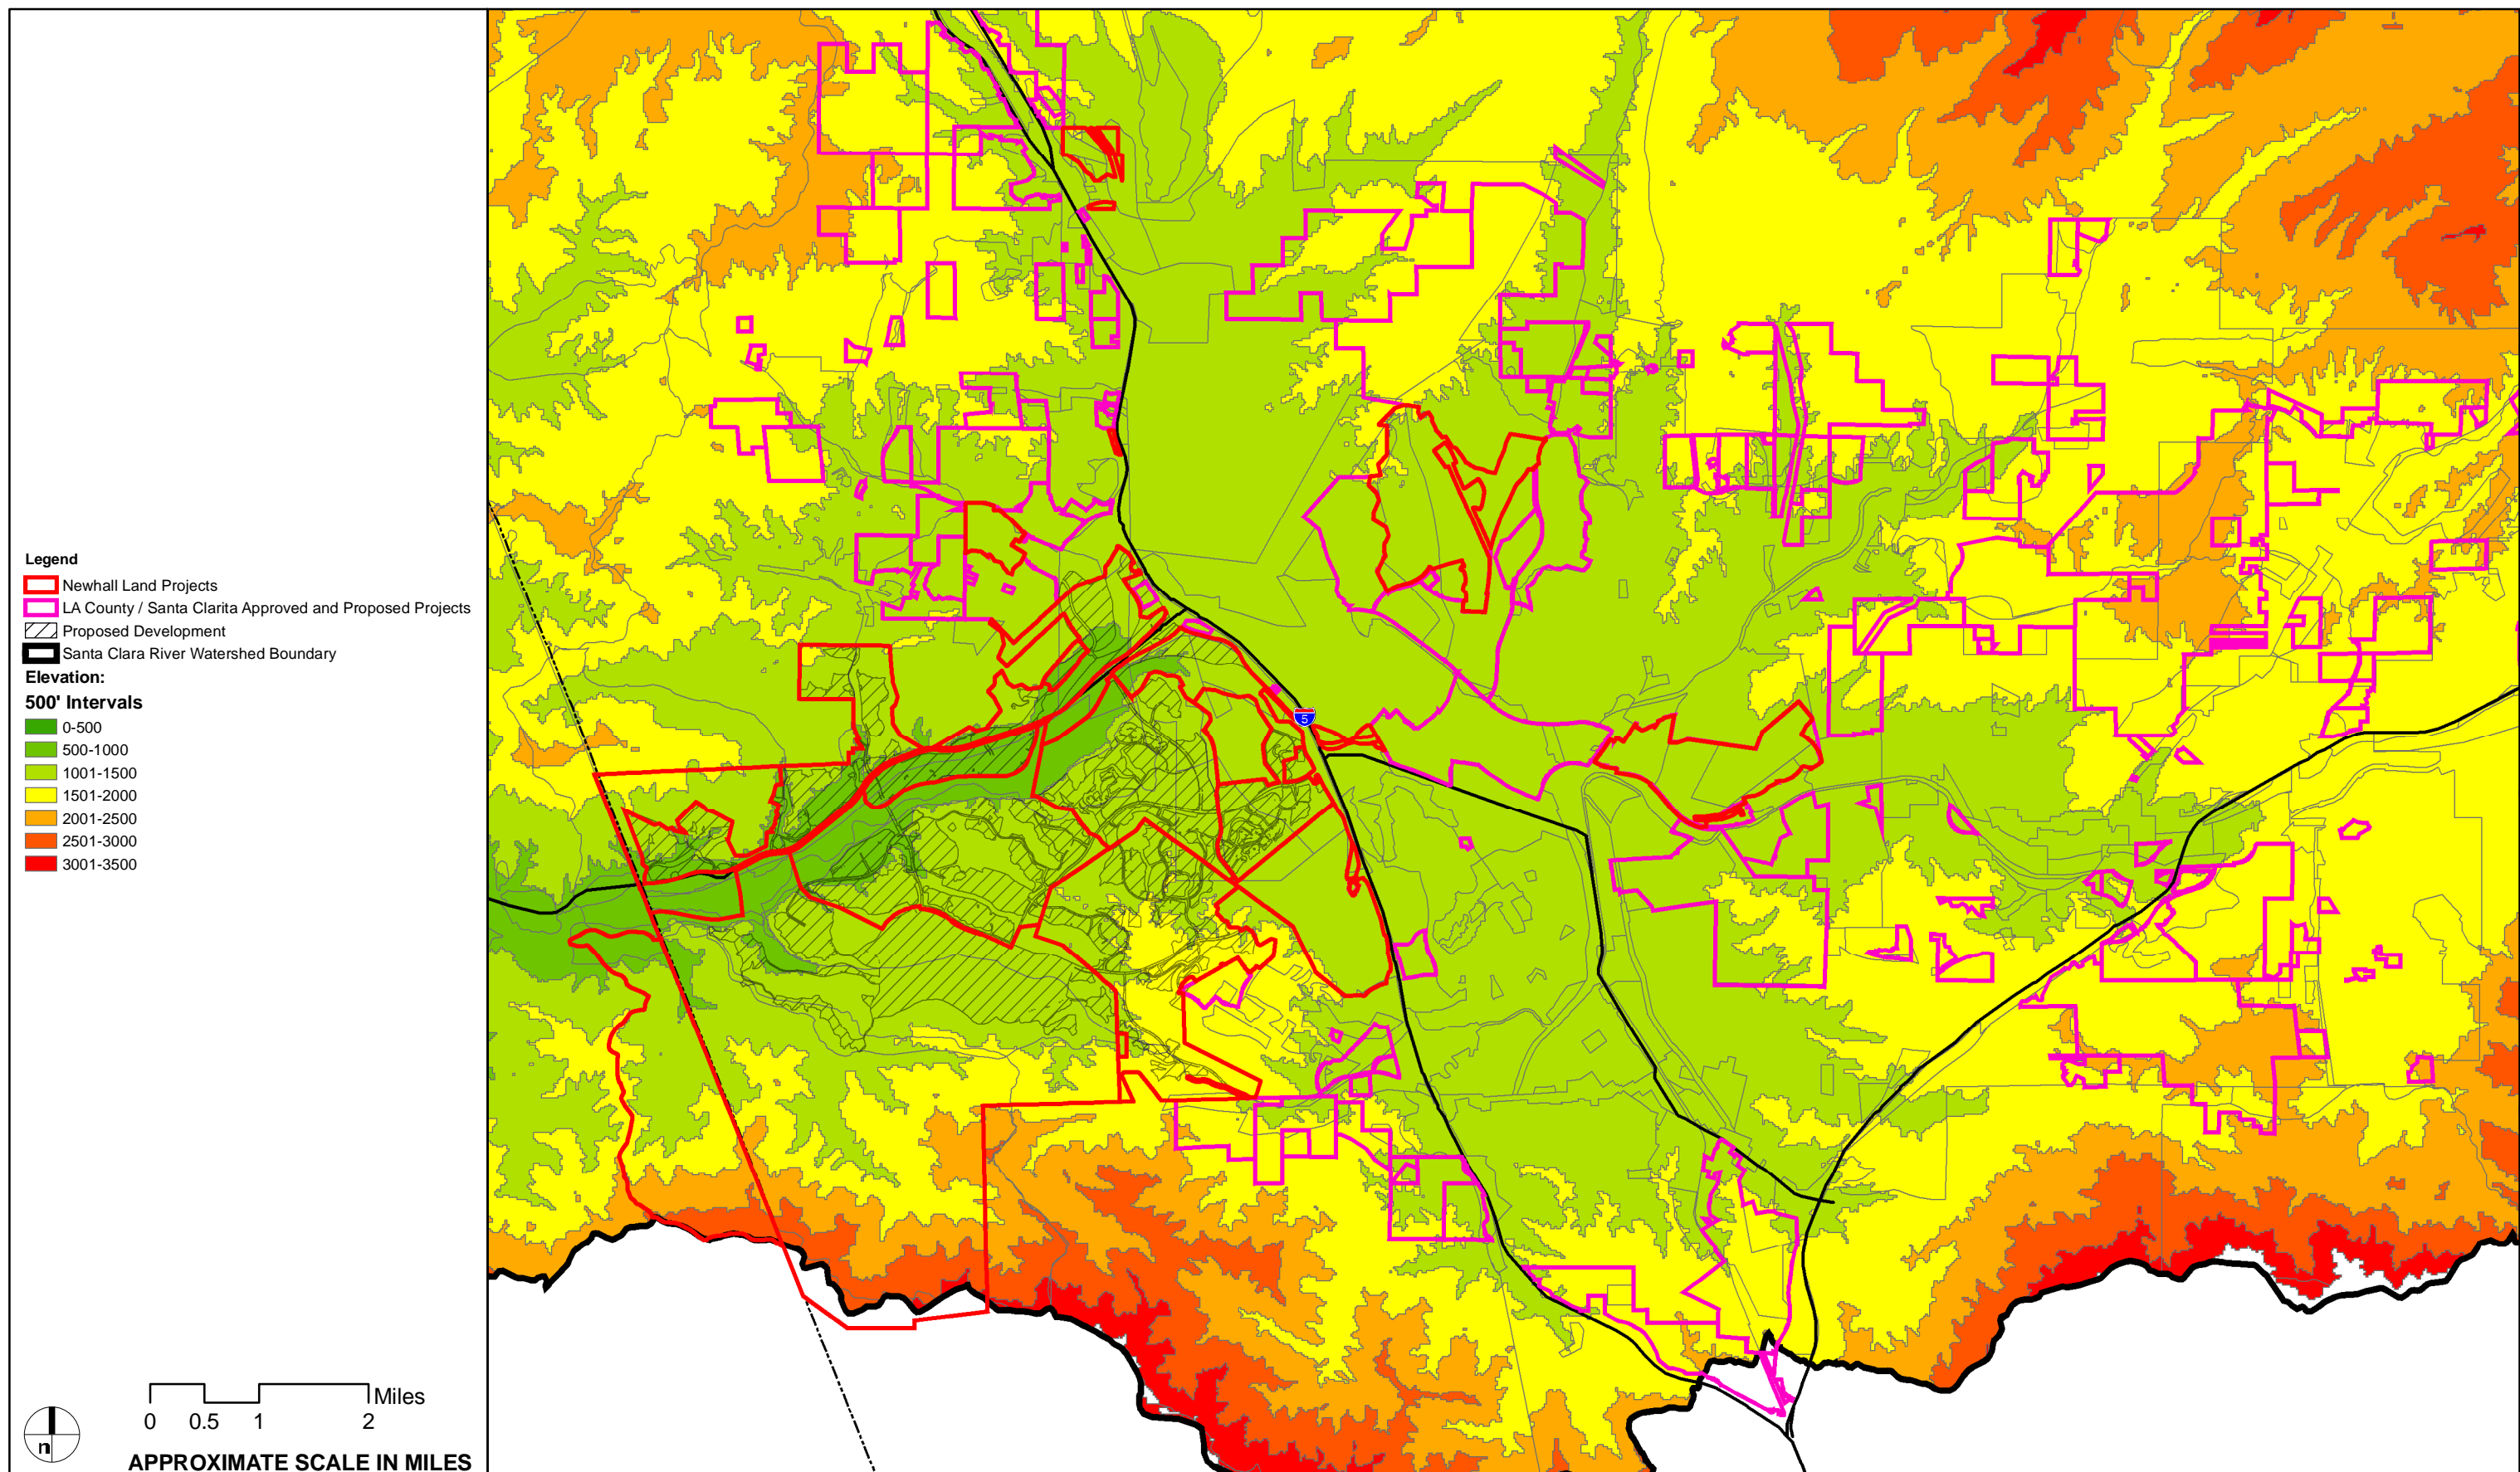 Legend
Newhall Land Projects
LA County / Santa Clarita Approved and Proposed Projects
Proposed Development
Santa Clara River Watershed Boundary
Elevation:
500' Intervals
0-500
500-1000
1001-1500
1501-2000
2001-2500
2501-3000
3001-3500
5
Miles
0 0.5 1 2
n
APPROXIMATE SCALE IN MILES